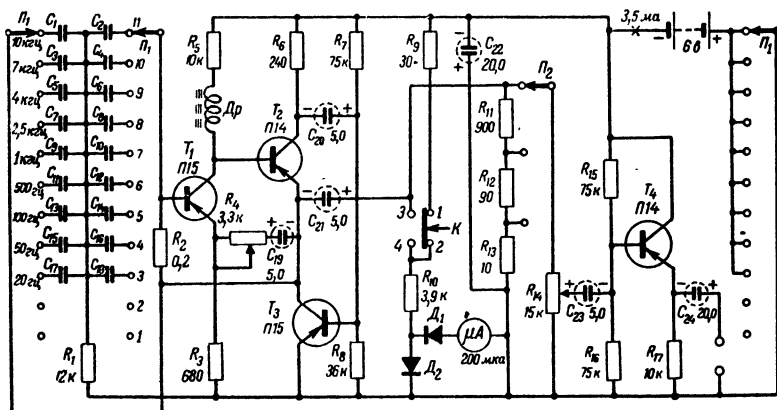 П₁ C₁ C₂ 11
10кгц П₁
C₃ C₄ 10
7кгц
C₅ C₆ 9
4кгц
C₇ C₈ 8
2,5кгц
C₉ C₁₀ 7
1кгц
C₁₁ C₁₂ 6
500гц
C₁₃ C₁₄ 5
100гц
C₁₅ C₁₆ 4
50гц
C₁₇ C₁₈ 3
20гц
2
1
R₁
12к
R₂
0,2
R₅
10к
Др
T₁
П15
R₄
3,3к
R₃
680
R₆
240
T₂
П14
R₇
75к
− +
C₂₀ 5,0
− +
C₂₁ 5,0
+ −
C₁₉
5,0
T₃
П15
R₈
36к
R₉
30
−
+
C₂₂
20,0
3 1
К
4 2
R₁₀
3,9к
Д₁
Д₂
μA
200мка
R₁₁
900
R₁₂
90
R₁₃
10
П₂
R₁₄
15к
+ −
C₂₃ 5,0
R₁₅
75к
R₁₆
75к
T₄
П14
R₁₇
10к
− +
C₂₄ 20,0
3,5ма
− 6в +
П₁